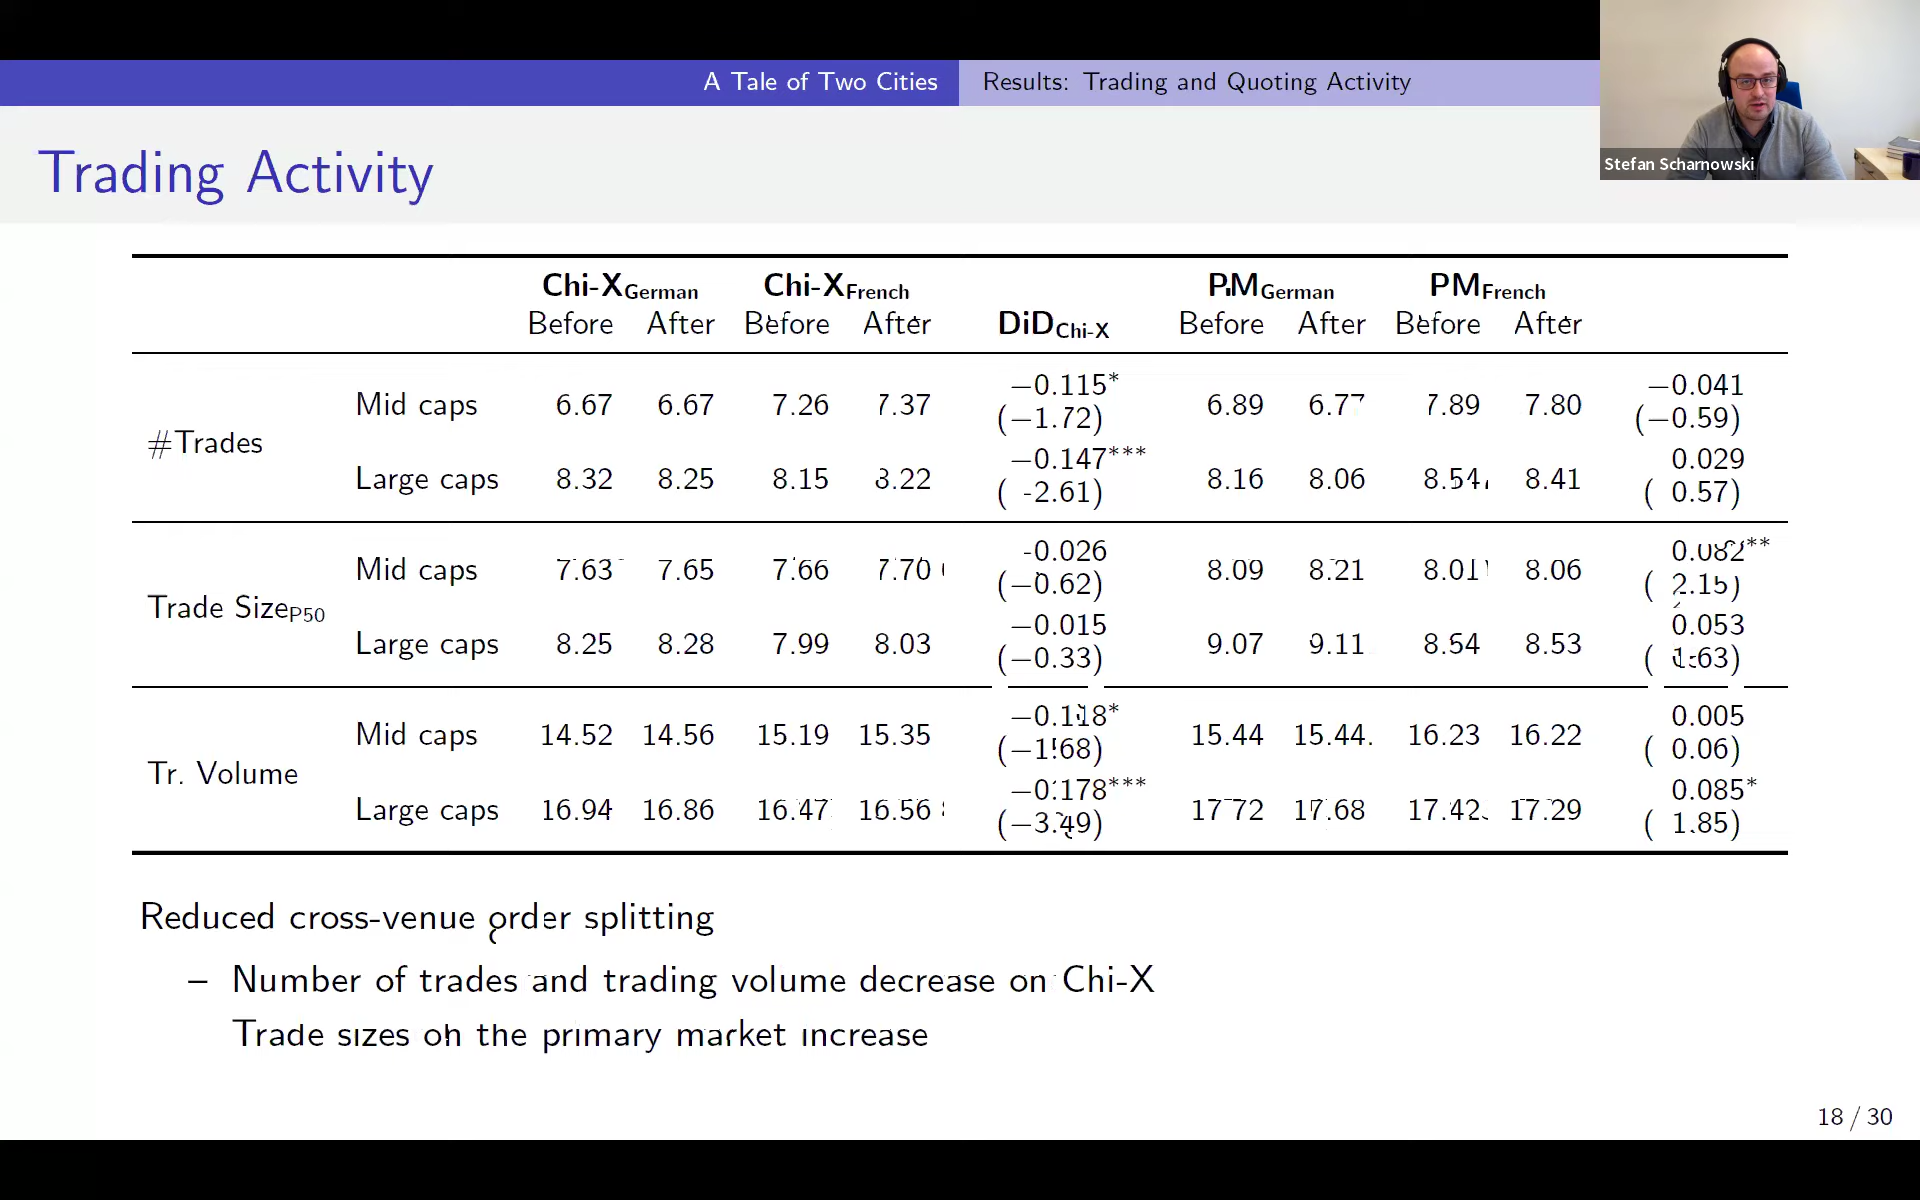 A Tale of Two Cities Results: Trading and Quoting Activity
Stefan Scharnowski
Trading Activity
Chi-X German Chi-X French PM German PM French
Before After Before After DiD Chi-X Before After Before After
#Trades
Mid caps 6.67 6.67 7.26 7.37 −0.115* 6.89 6.77 7.89 7.80 −0.041
(−1.72) (−0.59)
Large caps 8.32 8.25 8.15 8.22 −0.147*** 8.16 8.06 8.54 8.41 0.029
(−2.61) (0.57)
Trade Size P50
Mid caps 7.63 7.65 7.66 7.70 −0.026 8.09 8.21 8.01 8.06 0.082**
(−0.62) (2.15)
Large caps 8.25 8.28 7.99 8.03 −0.015 9.07 9.11 8.54 8.53 0.053
(−0.33) (1.63)
Tr. Volume
Mid caps 14.52 14.56 15.19 15.35 −0.118* 15.44 15.44 16.23 16.22 0.005
(−1.68) (0.06)
Large caps 16.94 16.86 16.47 16.56 −0.178*** 17.72 17.68 17.42 17.29 0.085*
(−3.49) (1.85)
Reduced cross-venue order splitting
– Number of trades and trading volume decrease on Chi-X
Trade sizes on the primary market increase
18 / 30